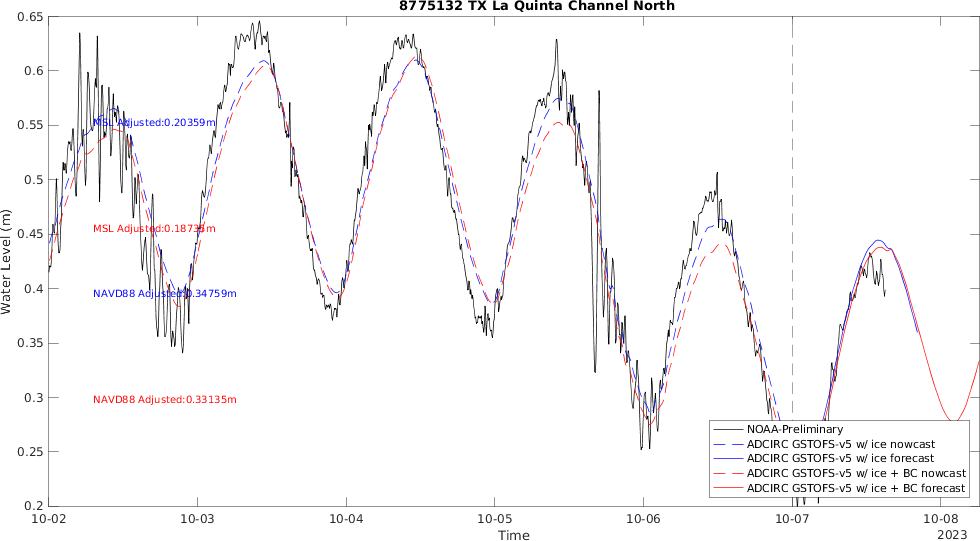 8775132 TX La Quinta Channel North
Water Level (m)
0.65
0.6
0.55
0.5
0.45
0.4
0.35
0.3
0.25
0.2
MSL Adjusted:0.20359m
MSL Adjusted:0.18735m
NAVD88 Adjusted:0.34759m
NAVD88 Adjusted:0.33135m
NOAA-Preliminary
ADCIRC GSTOFS-v5 w/ ice nowcast
ADCIRC GSTOFS-v5 w/ ice forecast
ADCIRC GSTOFS-v5 w/ ice + BC nowcast
ADCIRC GSTOFS-v5 w/ ice + BC forecast
10-02 10-03 10-04 10-05 10-06 10-07 10-08
2023
Time